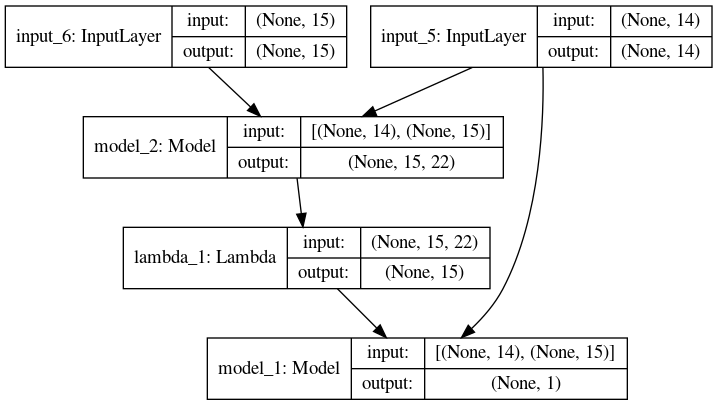 input_6: InputLayer
input: (None, 15)
output: (None, 15)
input_5: InputLayer
input: (None, 14)
output: (None, 14)
model_2: Model
input: [(None, 14), (None, 15)]
output: (None, 15, 22)
lambda_1: Lambda
input: (None, 15, 22)
output: (None, 15)
model_1: Model
input: [(None, 14), (None, 15)]
output: (None, 1)